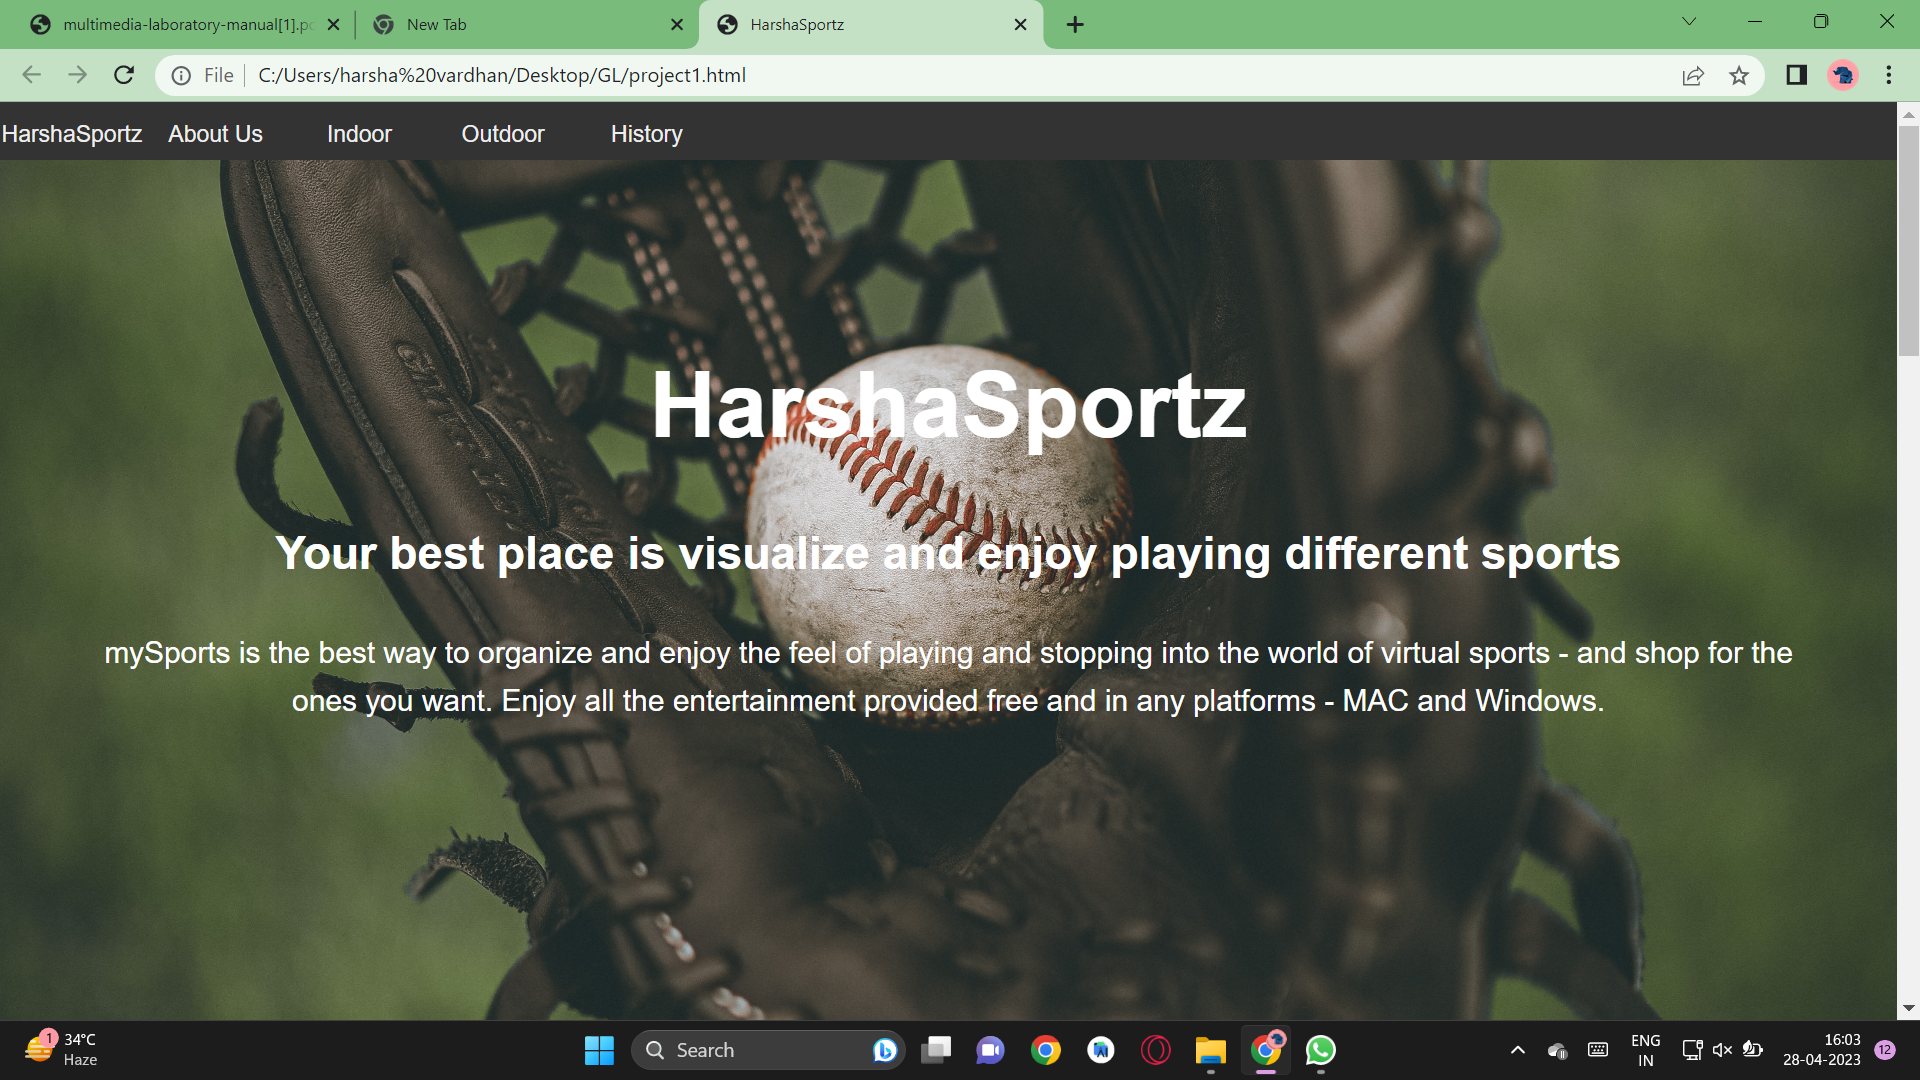 multimedia-laboratory-manual[1].pc
New Tab
HarshaSportz
File
C:/Users/harsha%20vardhan/Desktop/GL/project1.html
HarshaSportz About Us Indoor Outdoor History
HarshaSportz
Your best place is visualize and enjoy playing different sports
mySports is the best way to organize and enjoy the feel of playing and stopping into the world of virtual sports - and shop for the
ones you want. Enjoy all the entertainment provided free and in any platforms - MAC and Windows.
1
34°C
Haze
Search
ENG
IN
16:03
28-04-2023
12